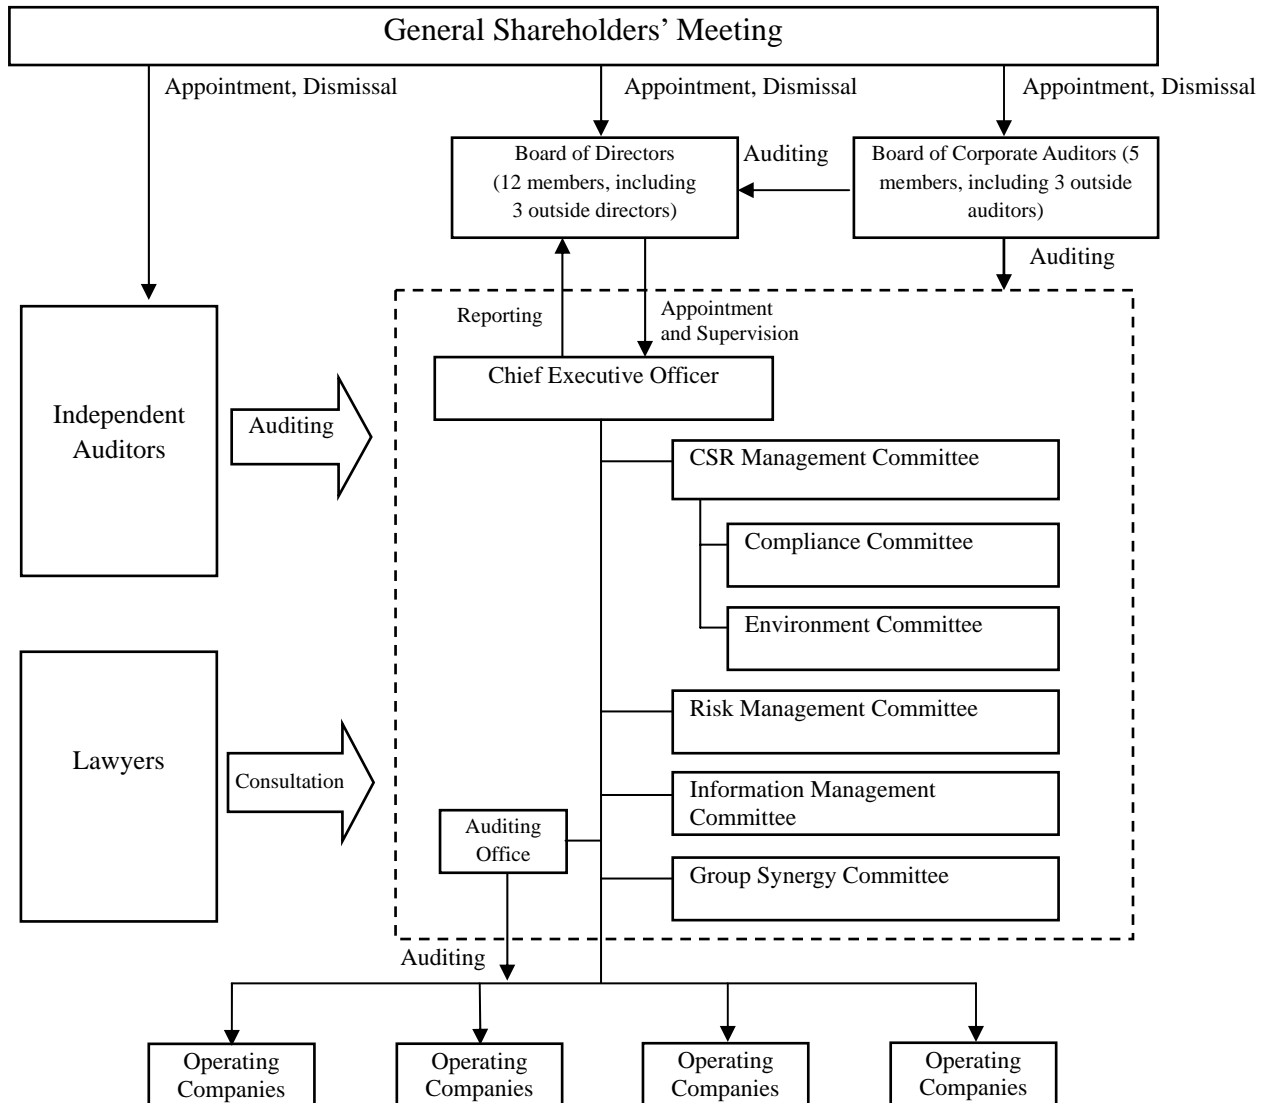 General Shareholders’ Meeting
Appointment, Dismissal
Appointment, Dismissal
Appointment, Dismissal
Board of Directors
(12 members, including
3 outside directors)
Auditing
Board of Corporate Auditors (5
members, including 3 outside
auditors)
Auditing
Reporting
Appointment
and Supervision
Chief Executive Officer
Independent
Auditors
Auditing
CSR Management Committee
Compliance Committee
Environment Committee
Lawyers
Consultation
Risk Management Committee
Information Management
Committee
Auditing
Office
Group Synergy Committee
Auditing
Operating
Companies
Operating
Companies
Operating
Companies
Operating
Companies